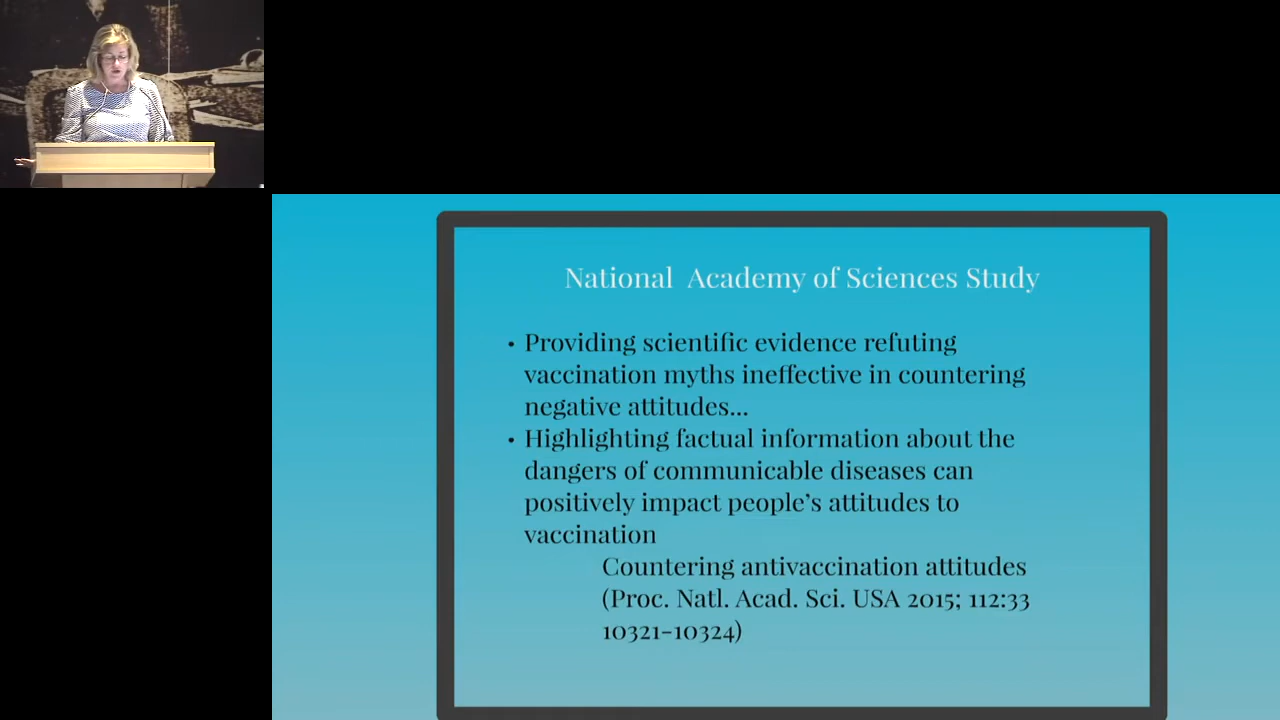 National Academy of Sciences Study
• Providing scientific evidence refuting
vaccination myths ineffective in countering
negative attitudes...
• Highlighting factual information about the
dangers of communicable diseases can
positively impact people's attitudes to
vaccination
Countering antivaccination attitudes
(Proc. Natl. Acad. Sci. USA 2015; 112:33
10321-10324)